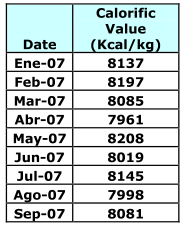 Date Calorific Value (Kcal/kg)
Ene-07 8137
Feb-07 8197
Mar-07 8085
Abr-07 7961
May-07 8208
Jun-07 8019
Jul-07 8145
Ago-07 7998
Sep-07 8081